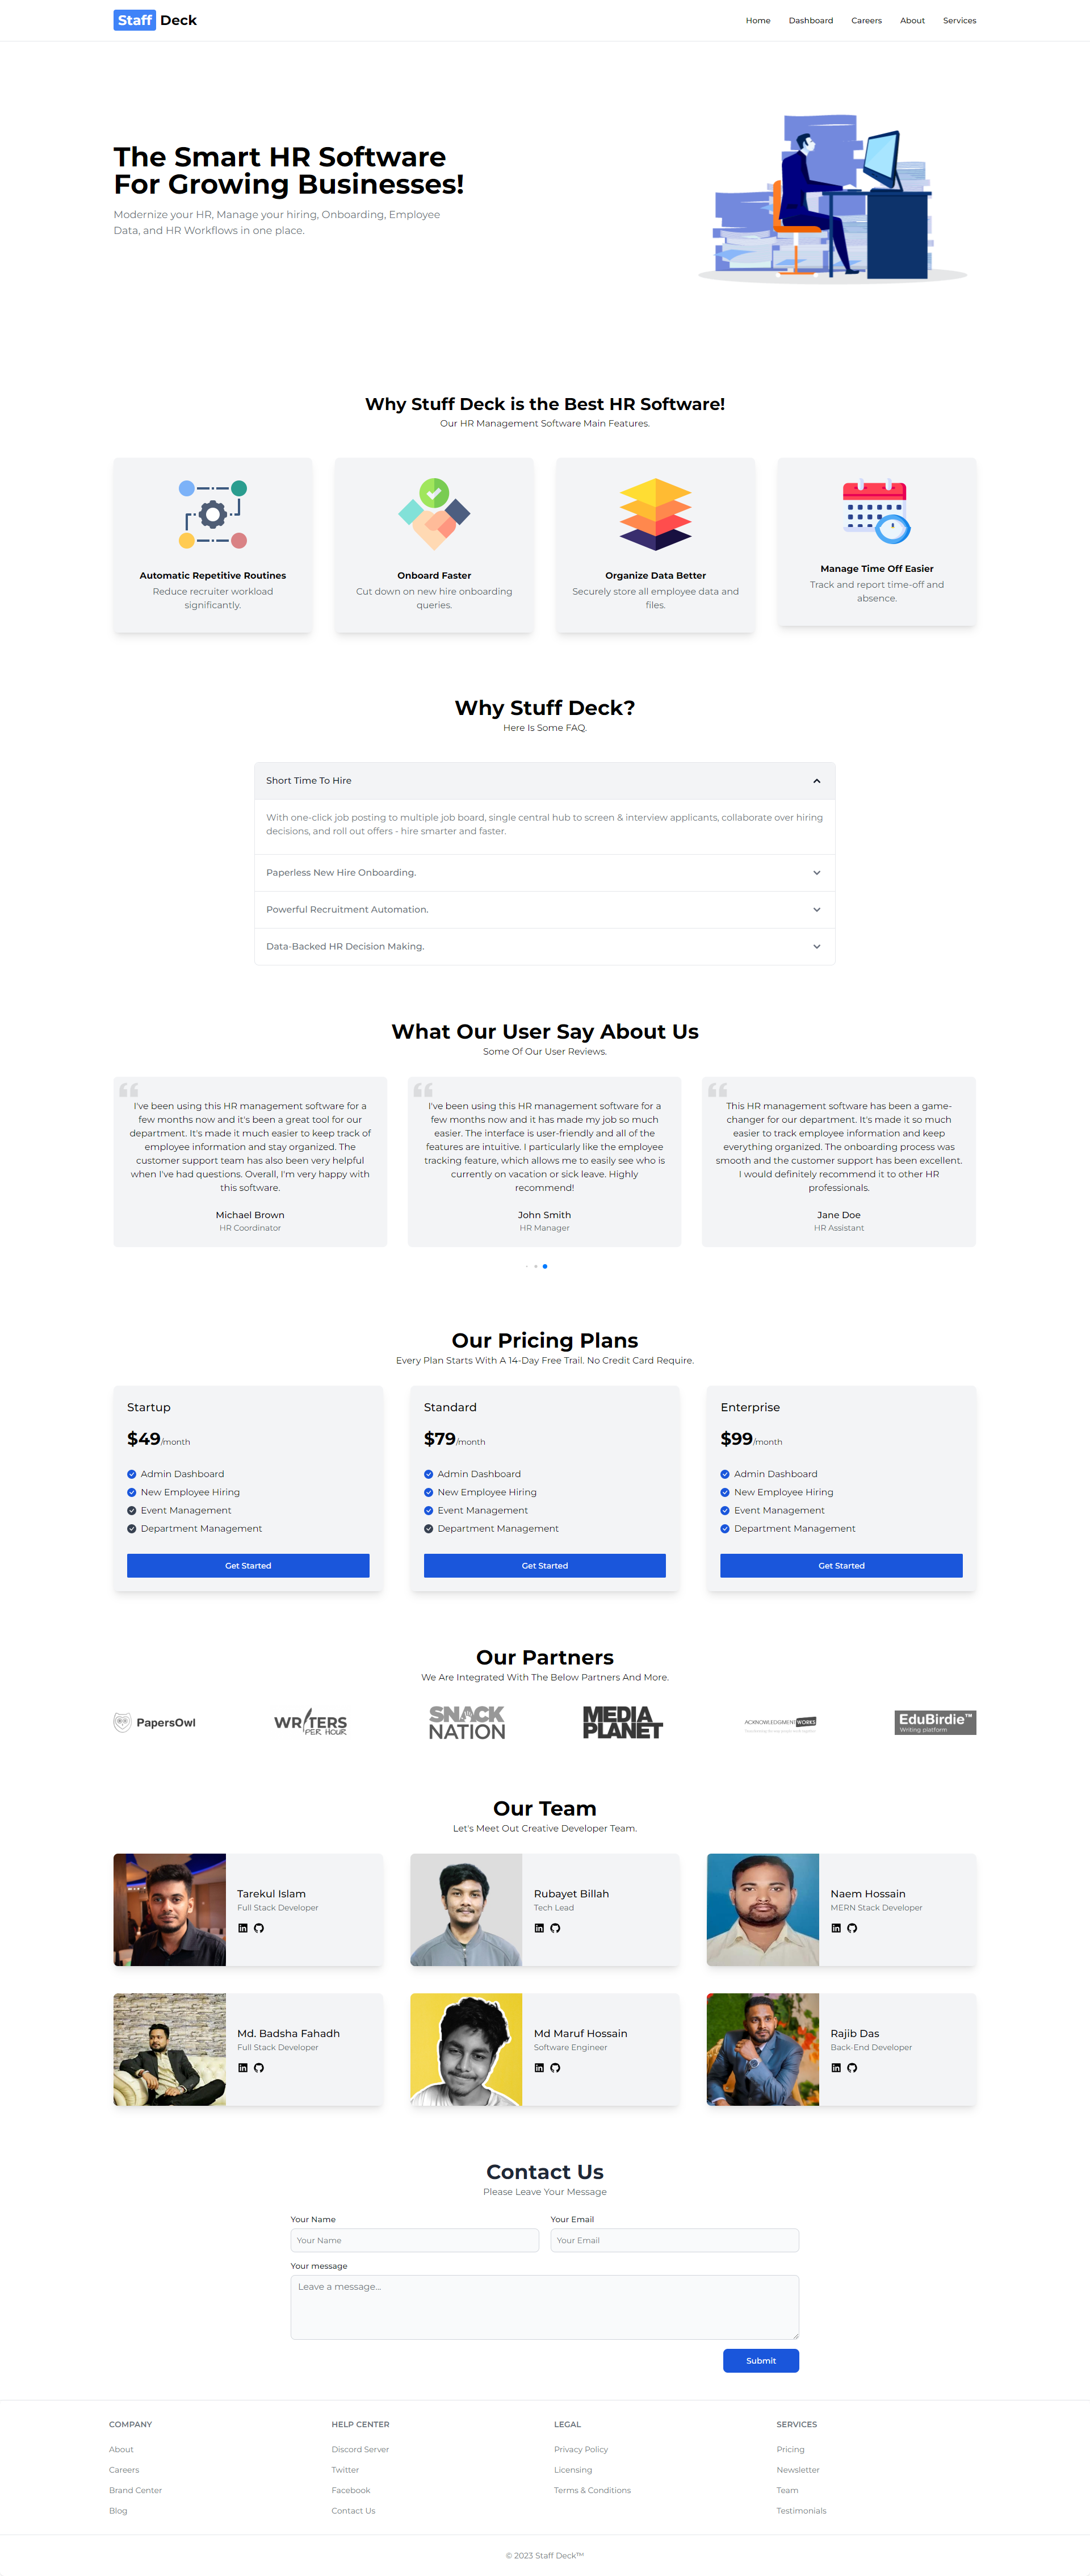 Staff Deck
Home Dashboard Careers About Services
The Smart HR Software
For Growing Businesses!
Modernize your HR, Manage your hiring, Onboarding, Employee
Data, and HR Workflows in one place.
Why Stuff Deck is the Best HR Software!
Our HR Management Software Main Features.
Automatic Repetitive Routines
Reduce recruiter workload
significantly.
Onboard Faster
Cut down on new hire onboarding
queries.
Organize Data Better
Securely store all employee data and
files.
Manage Time Off Easier
Track and report time-off and
absence.
Why Stuff Deck?
Here Is Some FAQ.
Short Time To Hire
With one-click job posting to multiple job board, single central hub to screen & interview applicants, collaborate over hiring
decisions, and roll out offers - hire smarter and faster.
Paperless New Hire Onboarding.
Powerful Recruitment Automation.
Data-Backed HR Decision Making.
What Our User Say About Us
Some Of Our User Reviews.
I've been using this HR management software for a
few months now and it's been a great tool for our
department. It's made it much easier to keep track of
employee information and stay organized. The
customer support team has also been very helpful
when I've had questions. Overall, I'm very happy with
this software.
Michael Brown
HR Coordinator
I've been using this HR management software for a
few months now and it has made my job so much
easier. The interface is user-friendly and all of the
features are intuitive. I particularly like the employee
tracking feature, which allows me to easily see who is
currently on vacation or sick leave. Highly
recommend!
John Smith
HR Manager
This HR management software has been a game-
changer for our department. It's made it so much
easier to track employee information and keep
everything organized. The onboarding process was
smooth and the customer support has been excellent.
I would definitely recommend it to other HR
professionals.
Jane Doe
HR Assistant
Our Pricing Plans
Every Plan Starts With A 14-Day Free Trail. No Credit Card Require.
Startup
$49/month
Admin Dashboard
New Employee Hiring
Event Management
Department Management
Get Started
Standard
$79/month
Admin Dashboard
New Employee Hiring
Event Management
Department Management
Get Started
Enterprise
$99/month
Admin Dashboard
New Employee Hiring
Event Management
Department Management
Get Started
Our Partners
We Are Integrated With The Below Partners And More.
PapersOwl
WRITERS
PER HOUR
SNACK
NATION
MEDIA
PLANET
ACKNOWLEDGMENT WORKS
EduBirdie™
Writing platform
Our Team
Let's Meet Out Creative Developer Team.
Tarekul Islam
Full Stack Developer
Rubayet Billah
Tech Lead
Naem Hossain
MERN Stack Developer
Md. Badsha Fahadh
Full Stack Developer
Md Maruf Hossain
Software Engineer
Rajib Das
Back-End Developer
Contact Us
Please Leave Your Message
Your Name
Your Name
Your Email
Your Email
Your message
Leave a message...
Submit
COMPANY
About
Careers
Brand Center
Blog
HELP CENTER
Discord Server
Twitter
Facebook
Contact Us
LEGAL
Privacy Policy
Licensing
Terms & Conditions
SERVICES
Pricing
Newsletter
Team
Testimonials
© 2023 Staff Deck™